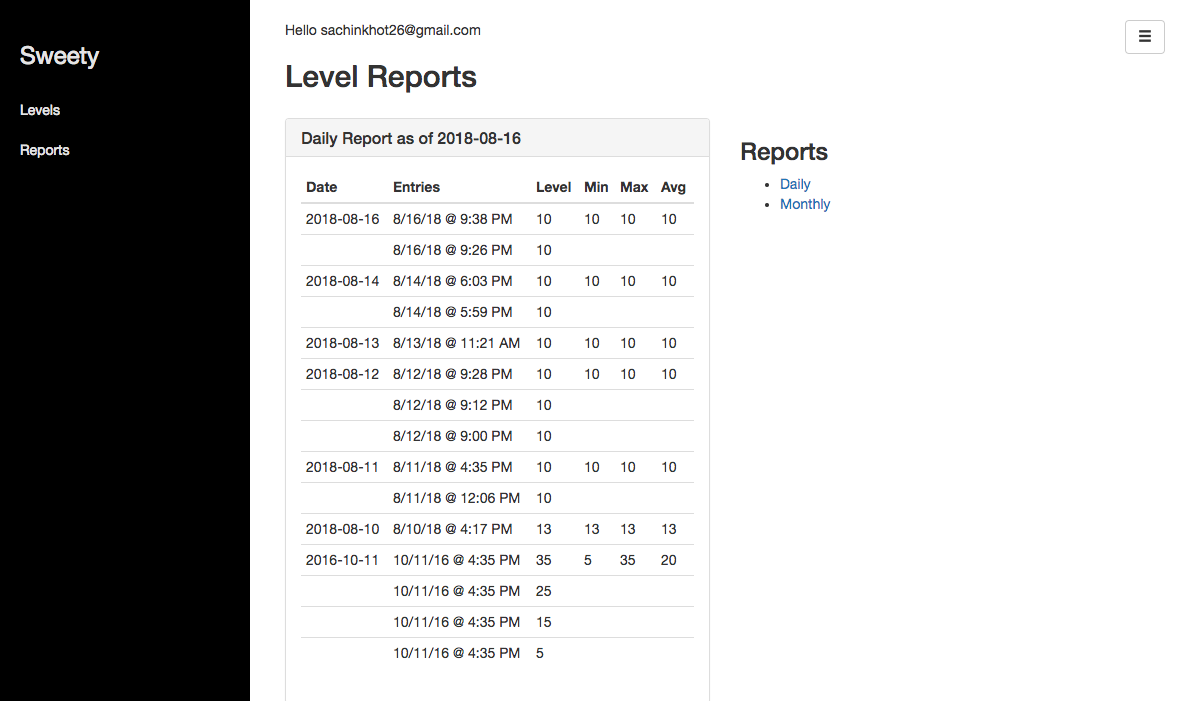 Sweety
Levels
Reports
Hello sachinkhot26@gmail.com
Level Reports
Daily Report as of 2018-08-16
Date Entries Level Min Max Avg
2018-08-16 8/16/18 @ 9:38 PM 10 10 10 10
8/16/18 @ 9:26 PM 10
2018-08-14 8/14/18 @ 6:03 PM 10 10 10 10
8/14/18 @ 5:59 PM 10
2018-08-13 8/13/18 @ 11:21 AM 10 10 10 10
2018-08-12 8/12/18 @ 9:28 PM 10 10 10 10
8/12/18 @ 9:12 PM 10
8/12/18 @ 9:00 PM 10
2018-08-11 8/11/18 @ 4:35 PM 10 10 10 10
8/11/18 @ 12:06 PM 10
2018-08-10 8/10/18 @ 4:17 PM 13 13 13 13
2016-10-11 10/11/16 @ 4:35 PM 35 5 35 20
10/11/16 @ 4:35 PM 25
10/11/16 @ 4:35 PM 15
10/11/16 @ 4:35 PM 5
Reports
• Daily
• Monthly